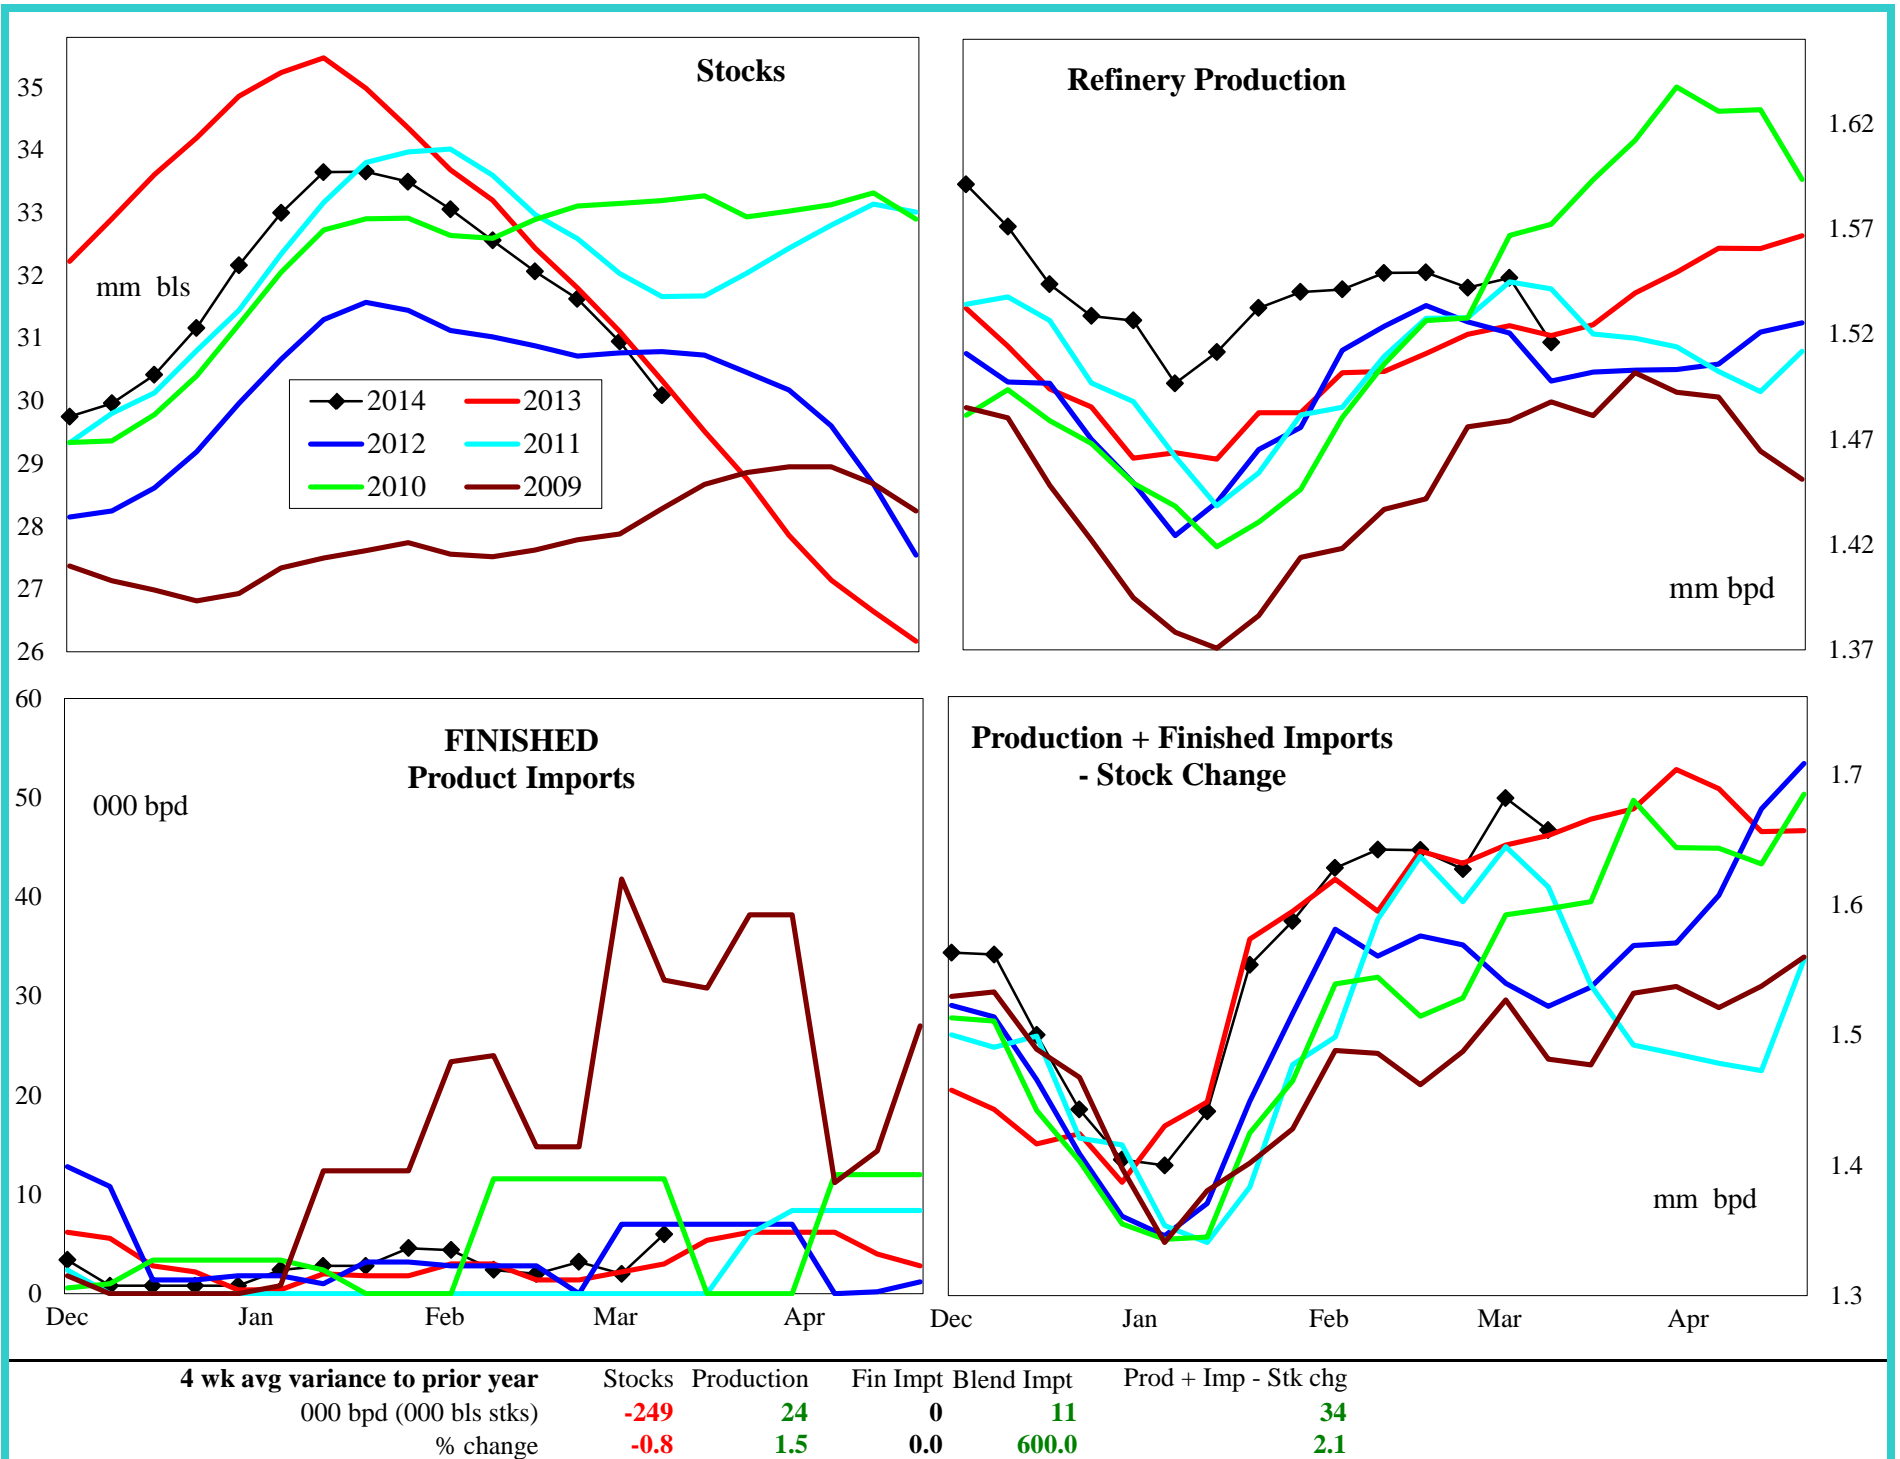 Stocks
35
34
33
32
31
30
29
28
27
26
mm bls
2014 2013
2012 2011
2010 2009
Refinery Production
1.62
1.57
1.52
1.47
1.42
1.37
mm bpd
FINISHED
Product Imports
60
50
40
30
20
10
0
000 bpd
Dec Jan Feb Mar Apr
Production + Finished Imports
- Stock Change
1.7
1.6
1.5
1.4
1.3
mm bpd
Dec Jan Feb Mar Apr
4 wk avg variance to prior year Stocks Production Fin Impt Blend Impt Prod + Imp - Stk chg
000 bpd (000 bls stks) -249 24 0 11 34
% change -0.8 1.5 0.0 600.0 2.1